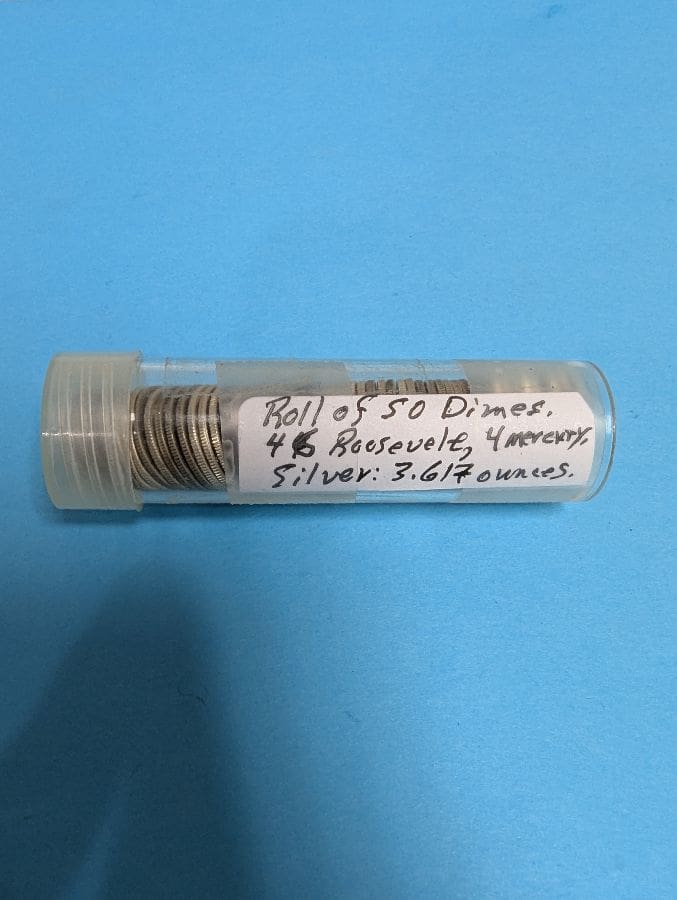 Roll of 50 Dimes.
46 Roosevelt, 4 mercury.
Silver: 3.617 ounces.